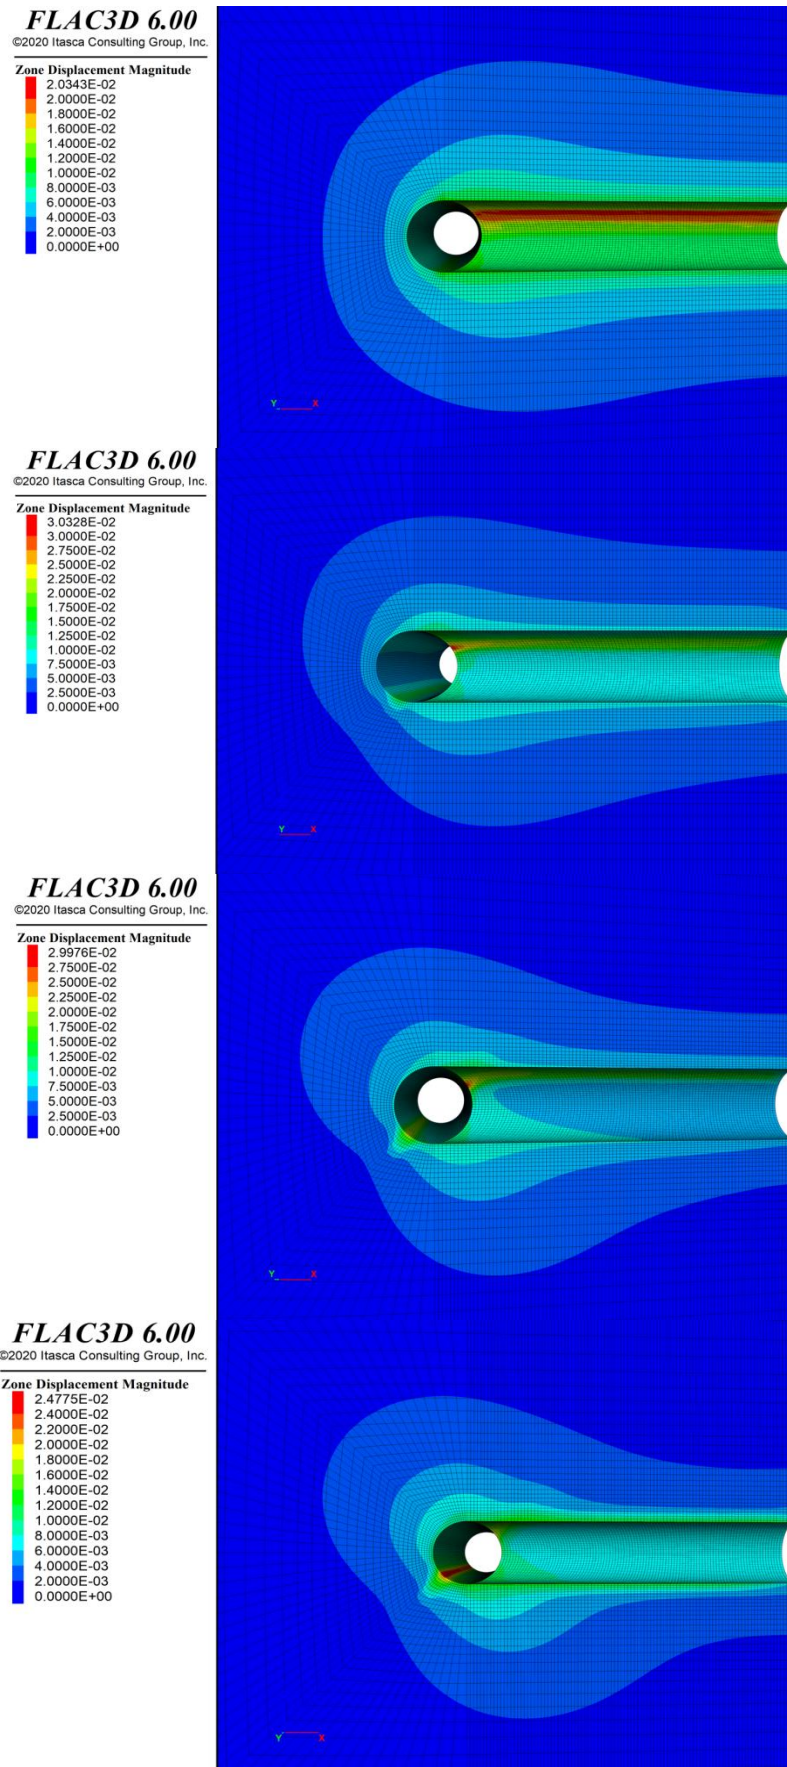 FLAC3D 6.00
©2020 Itasca Consulting Group, Inc.
Zone Displacement Magnitude
2.0343E-02
2.0000E-02
1.8000E-02
1.6000E-02
1.4000E-02
1.2000E-02
1.0000E-02
8.0000E-03
6.0000E-03
4.0000E-03
2.0000E-03
0.0000E+00
Y X
FLAC3D 6.00
©2020 Itasca Consulting Group, Inc.
Zone Displacement Magnitude
3.0328E-02
3.0000E-02
2.7500E-02
2.5000E-02
2.2500E-02
2.0000E-02
1.7500E-02
1.5000E-02
1.2500E-02
1.0000E-02
7.5000E-03
5.0000E-03
2.5000E-03
0.0000E+00
Y X
FLAC3D 6.00
©2020 Itasca Consulting Group, Inc.
Zone Displacement Magnitude
2.9976E-02
2.7500E-02
2.5000E-02
2.2500E-02
2.0000E-02
1.7500E-02
1.5000E-02
1.2500E-02
1.0000E-02
7.5000E-03
5.0000E-03
2.5000E-03
0.0000E+00
Y X
FLAC3D 6.00
©2020 Itasca Consulting Group, Inc.
Zone Displacement Magnitude
2.4775E-02
2.4000E-02
2.2000E-02
2.0000E-02
1.8000E-02
1.6000E-02
1.4000E-02
1.2000E-02
1.0000E-02
8.0000E-03
6.0000E-03
4.0000E-03
2.0000E-03
0.0000E+00
Y X